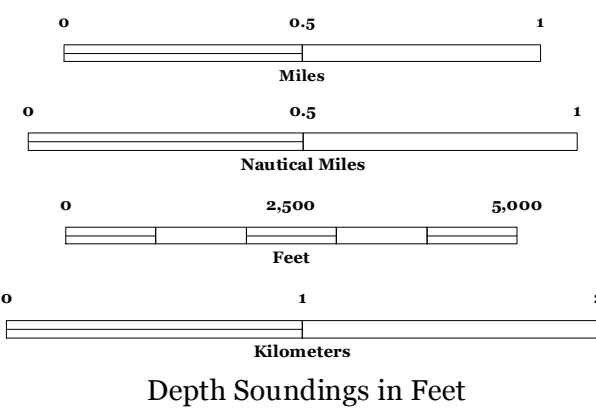 0 0.5 1
Miles
0 0.5 1
Nautical Miles
0 2,500 5,000
Feet
0 1
Kilometers
Depth Soundings in Feet